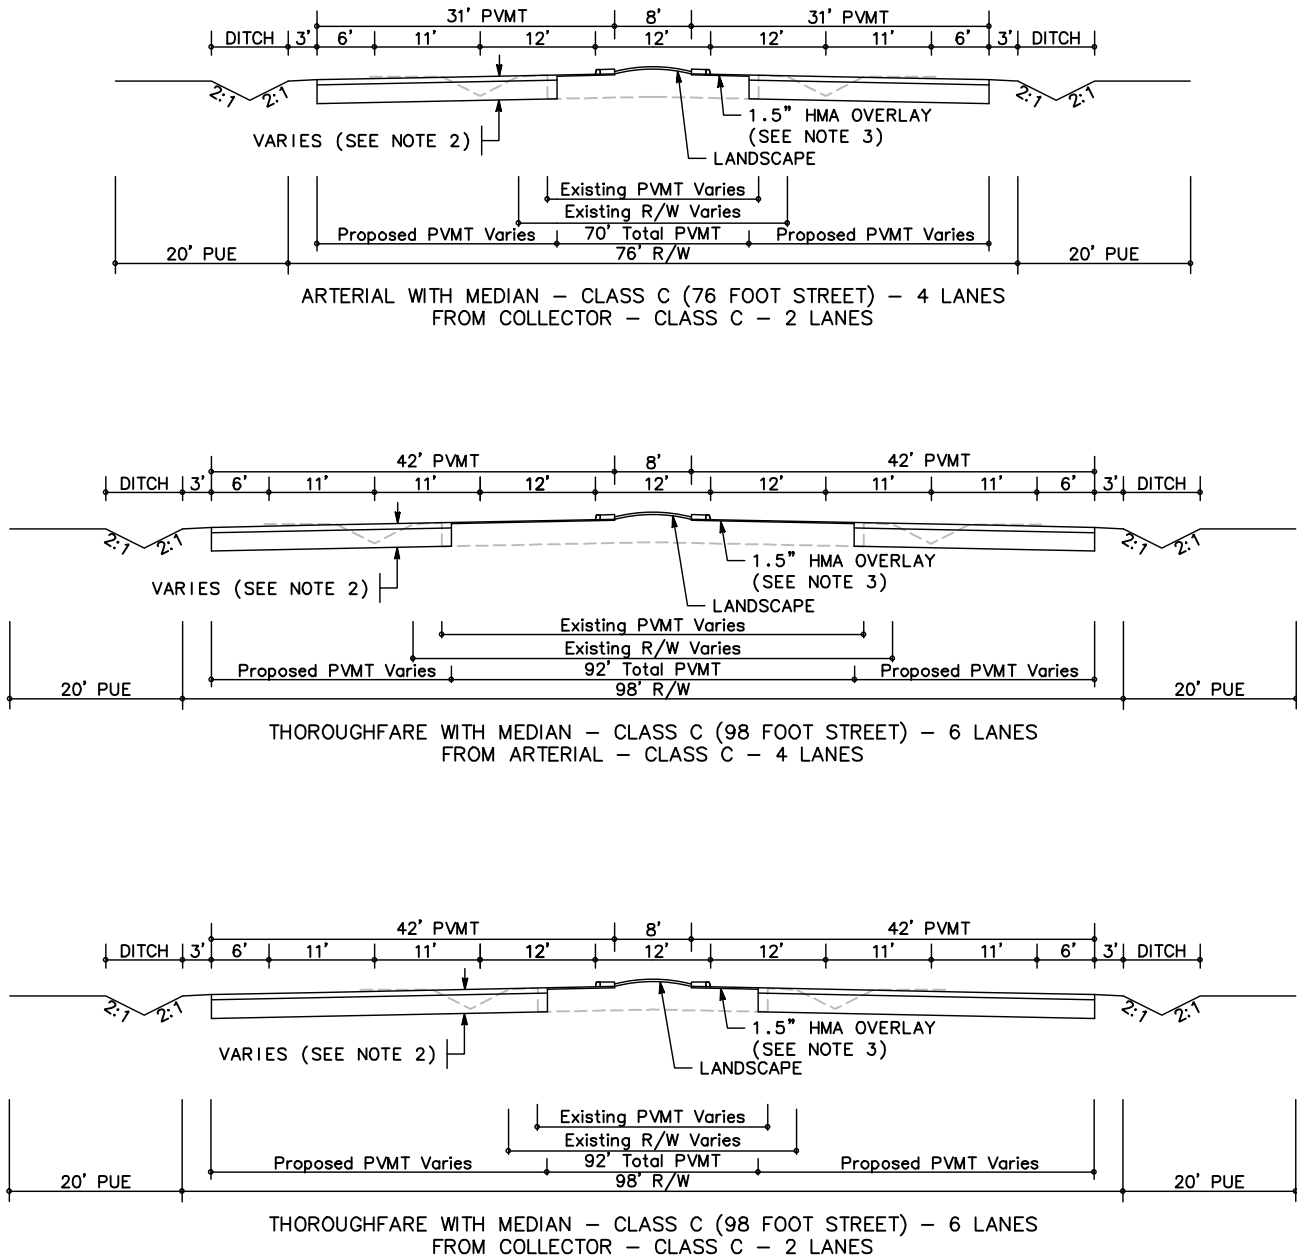 31' PVMT 8' 31' PVMT
DITCH 3' 6' 11' 12' 12' 12' 11' 6' 3' DITCH
2:1 2:1 2:1 2:1
1.5" HMA OVERLAY
(SEE NOTE 3)
VARIES (SEE NOTE 2)
LANDSCAPE
Existing PVMT Varies
Existing R/W Varies
Proposed PVMT Varies 70' Total PVMT Proposed PVMT Varies
20' PUE 76' R/W 20' PUE
ARTERIAL WITH MEDIAN – CLASS C (76 FOOT STREET) – 4 LANES
FROM COLLECTOR – CLASS C – 2 LANES
42' PVMT 8' 42' PVMT
DITCH 3' 6' 11' 11' 12' 12' 12' 11' 11' 6' 3' DITCH
2:1 2:1 2:1 2:1
1.5" HMA OVERLAY
(SEE NOTE 3)
VARIES (SEE NOTE 2)
LANDSCAPE
Existing PVMT Varies
Existing R/W Varies
Proposed PVMT Varies 92' Total PVMT Proposed PVMT Varies
20' PUE 98' R/W 20' PUE
THOROUGHFARE WITH MEDIAN – CLASS C (98 FOOT STREET) – 6 LANES
FROM ARTERIAL – CLASS C – 4 LANES
42' PVMT 8' 42' PVMT
DITCH 3' 6' 11' 11' 12' 12' 12' 11' 11' 6' 3' DITCH
2:1 2:1 2:1 2:1
1.5" HMA OVERLAY
(SEE NOTE 3)
VARIES (SEE NOTE 2)
LANDSCAPE
Existing PVMT Varies
Existing R/W Varies
Proposed PVMT Varies 92' Total PVMT Proposed PVMT Varies
20' PUE 98' R/W 20' PUE
THOROUGHFARE WITH MEDIAN – CLASS C (98 FOOT STREET) – 6 LANES
FROM COLLECTOR – CLASS C – 2 LANES